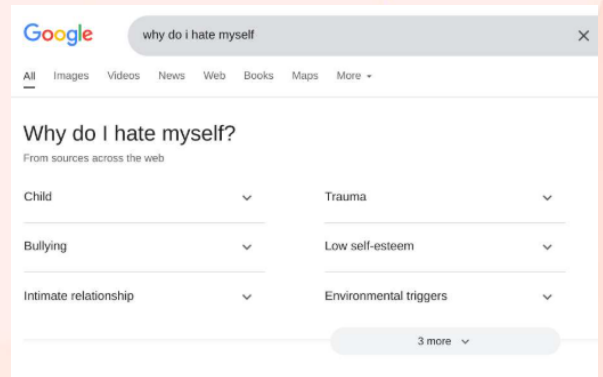 Google
why do i hate myself
All Images Videos News Web Books Maps More
Why do I hate myself?
From sources across the web
Child
Trauma
Bullying
Low self-esteem
Intimate relationship
Environmental triggers
3 more